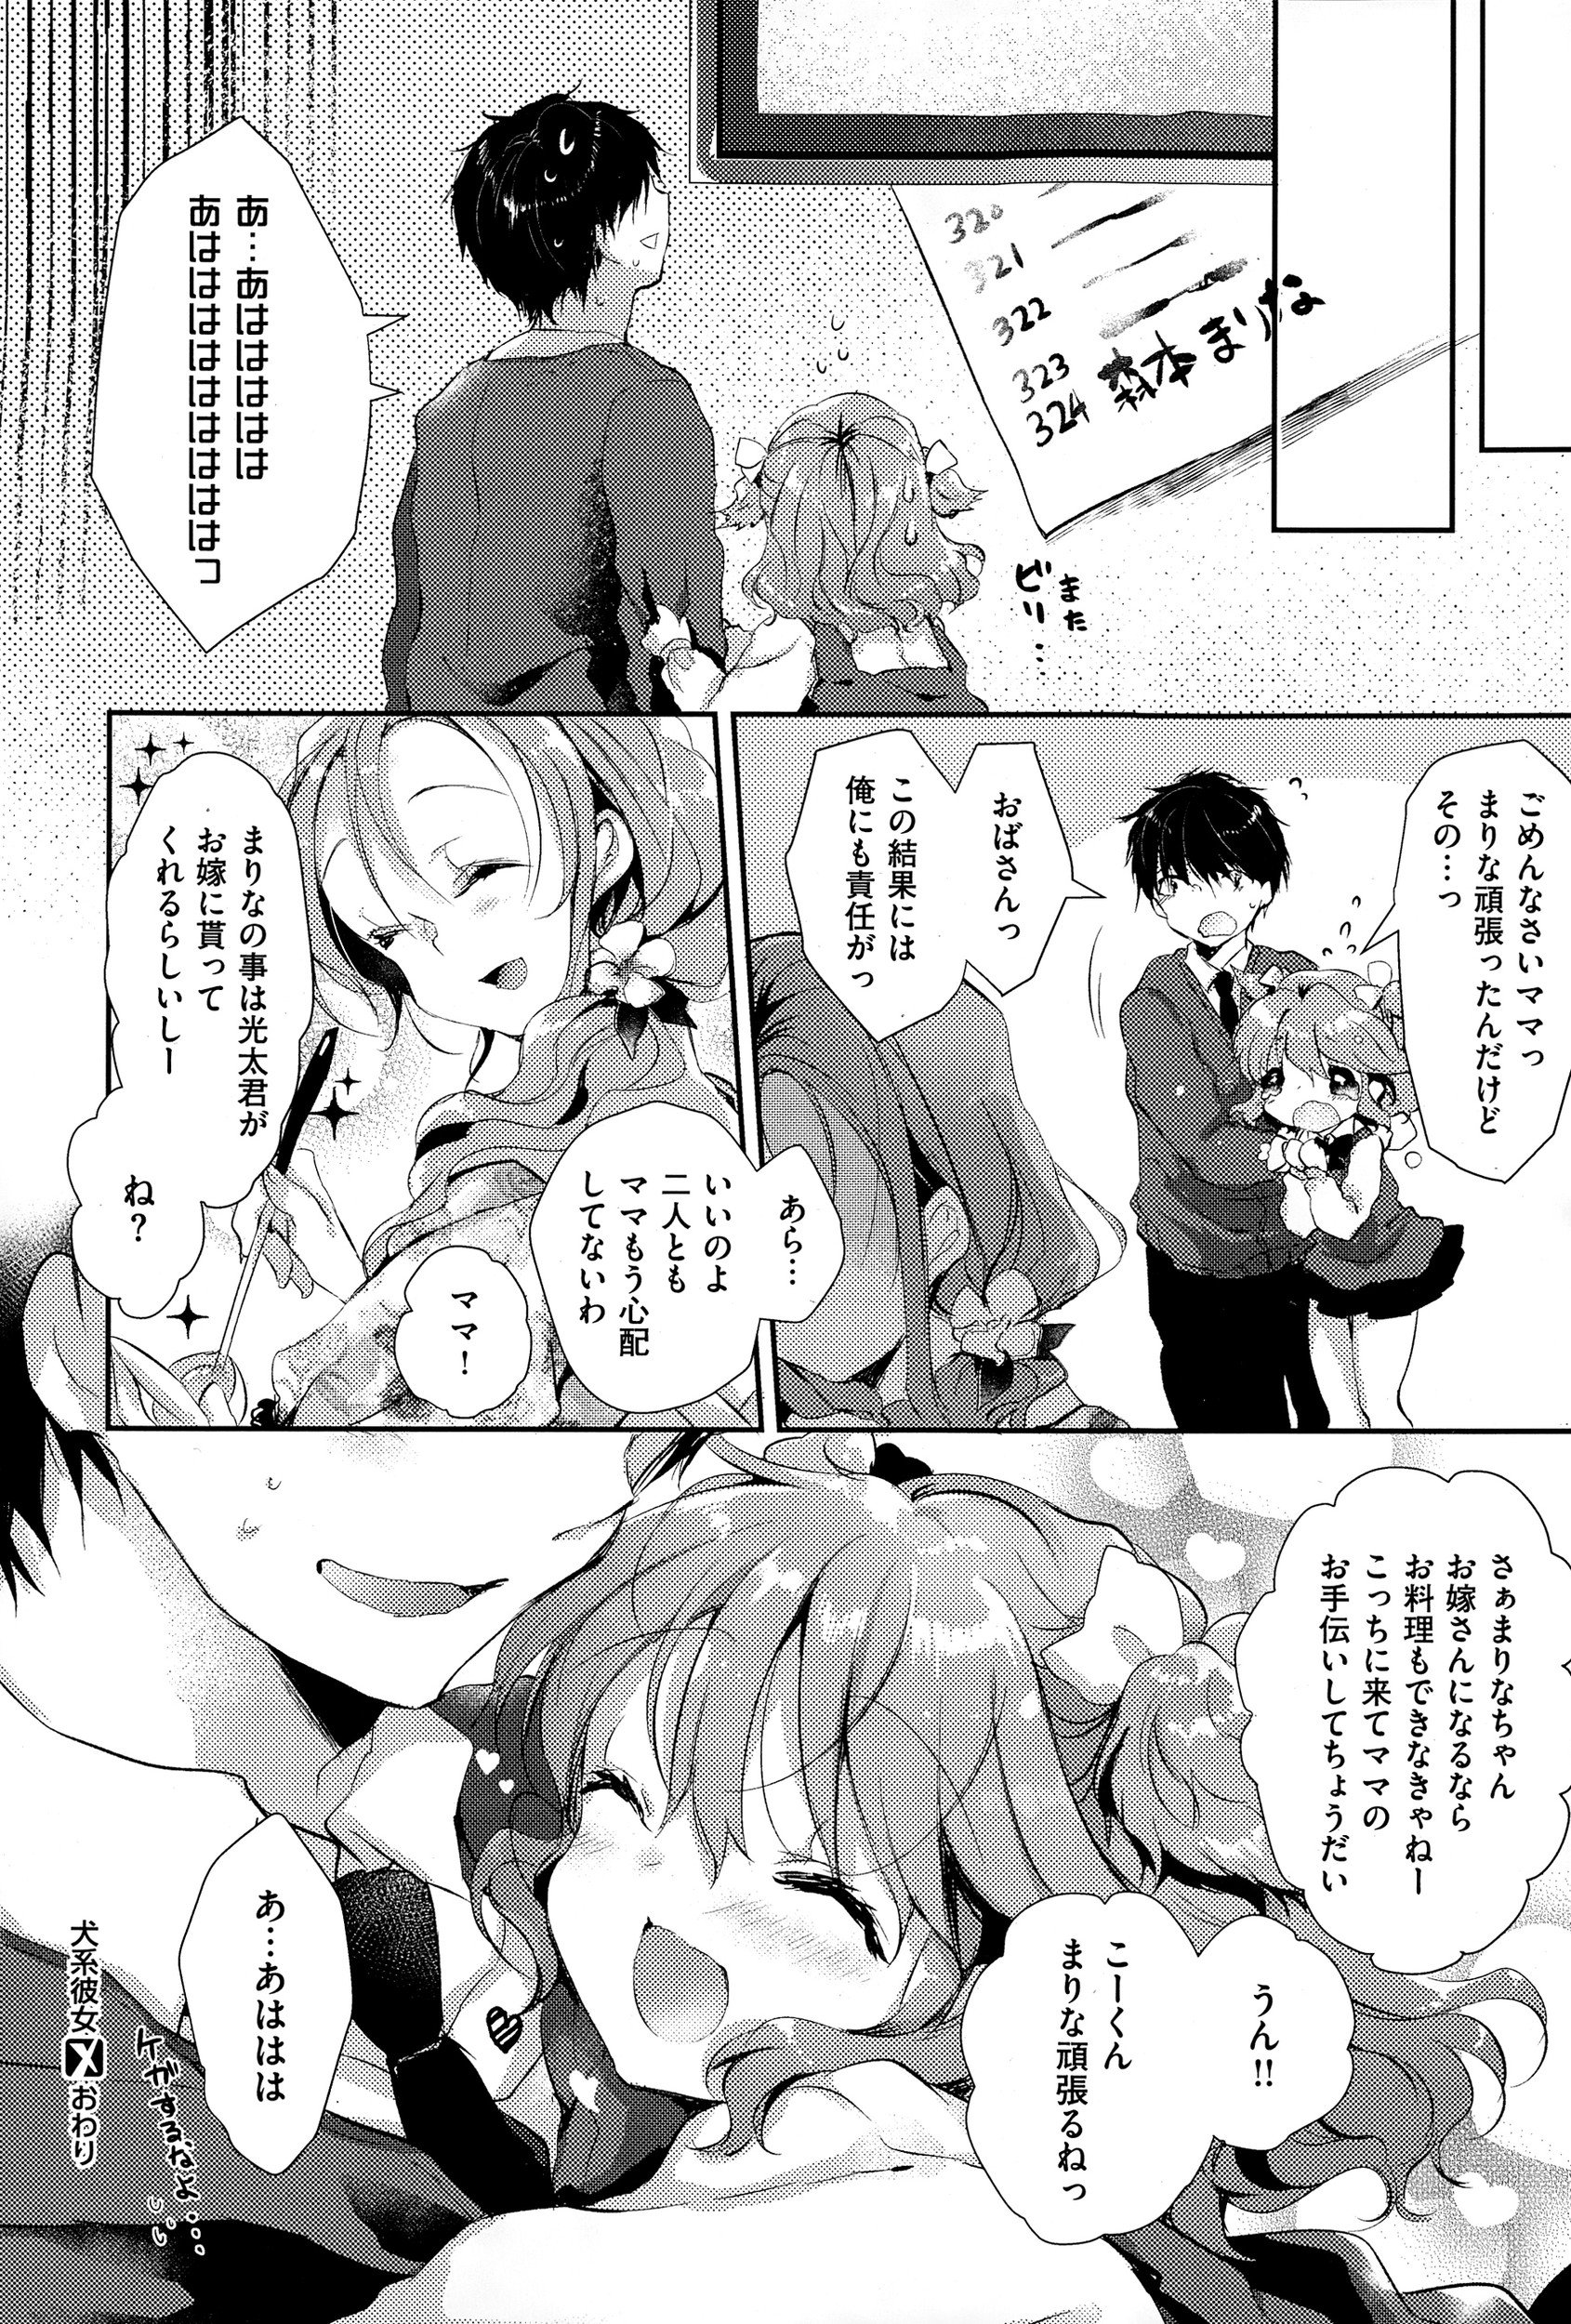 320
321
322
323
324 森本まりな
また
ビリ…
あ…あはははははは
あはははははははははははっ
ごめんなさいママっ
まりな頑張ったんだけど
その…っ
おばさんっ
この結果には
俺にも責任がっ
あら…
いいのよ
二人とも
ママもう心配
してないわ
ママ!
まりなの事は光太君が
お嫁に貰って
くれるらしいしー
ね?
さぁまりなちゃん
お嫁さんになるなら
お料理もできなきゃねー
こっちに来てママの
お手伝いしてちょうだい
うん!!
こーくん
まりな頑張るねっ
あ…あははは
ケガするなよ…
犬系彼女X おわり